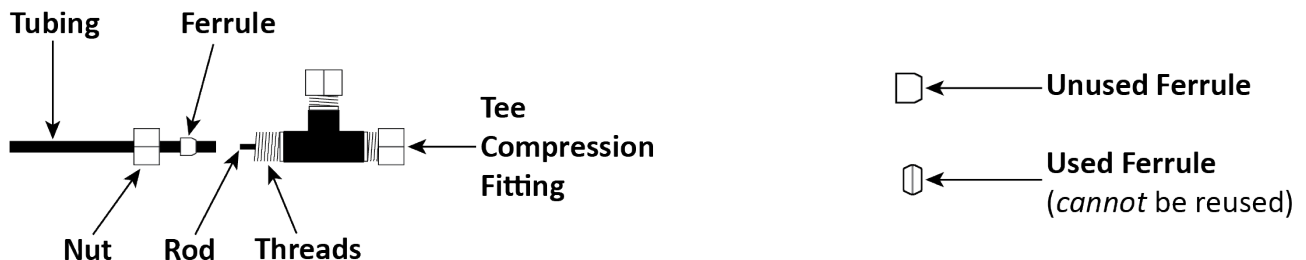 Tubing
Ferrule
Tee
Compression
Fitting
Nut
Rod
Threads
Unused Ferrule
Used Ferrule
(cannot be reused)